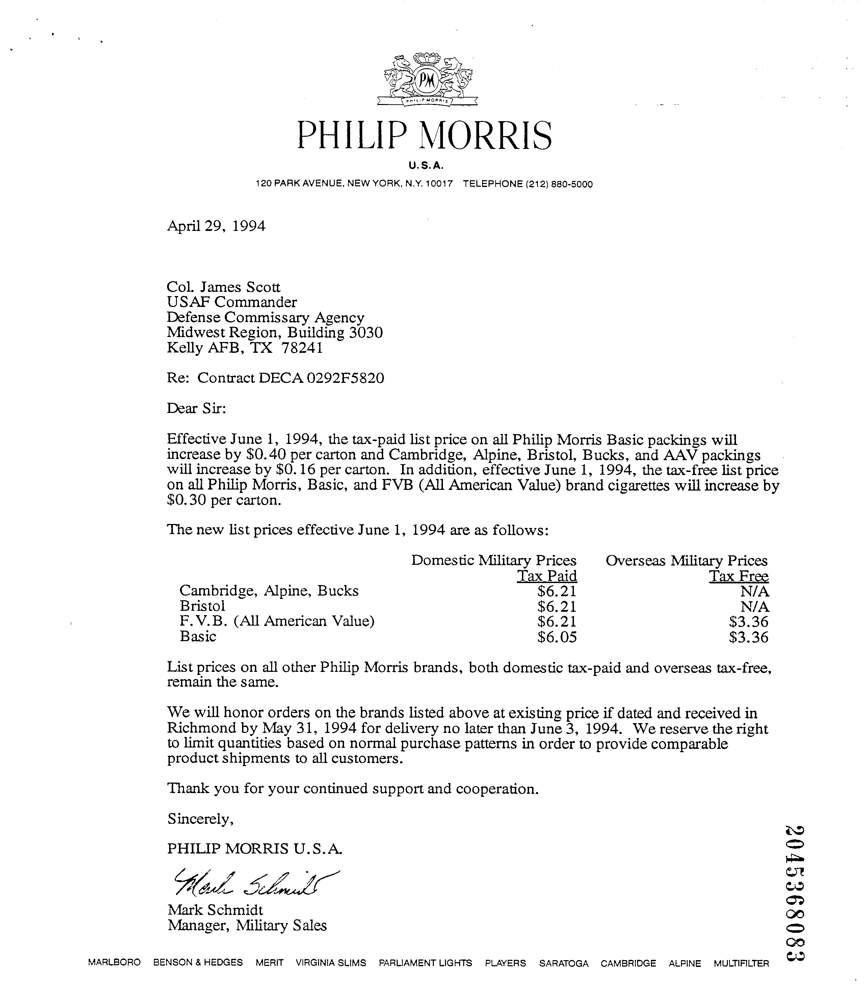 PM
PHILIP MORRIS
PHILIP MORRIS
U.S.A.
120 PARK AVENUE, NEW YORK, N.Y. 10017 TELEPHONE (212) 880-5000
April 29, 1994
Col. James Scott
USAF Commander
Defense Commissary Agency
Midwest Region, Building 3030
Kelly AFB, TX 78241
Re: Contract DECA 0292F5820
Dear Sir:
Effective June 1, 1994, the tax-paid list price on all Philip Morris Basic packings will
increase by $0.40 per carton and Cambridge, Alpine, Bristol, Bucks, and AAV packings
will increase by $0.16 per carton. In addition, effective June 1, 1994, the tax-free list price
on all Philip Morris, Basic, and FVB (All American Value) brand cigarettes will increase by
$0.30 per carton.
The new list prices effective June 1, 1994 are as follows:
Domestic Military Prices Overseas Military Prices
Tax Paid Tax Free
Cambridge, Alpine, Bucks $6.21 N/A
Bristol $6.21 N/A
F.V.B. (All American Value) $6.21 $3.36
Basic $6.05 $3.36
List prices on all other Philip Morris brands, both domestic tax-paid and overseas tax-free,
remain the same.
We will honor orders on the brands listed above at existing price if dated and received in
Richmond by May 31, 1994 for delivery no later than June 3, 1994. We reserve the right
to limit quantities based on normal purchase patterns in order to provide comparable
product shipments to all customers.
Thank you for your continued support and cooperation.
Sincerely,
PHILIP MORRIS U.S.A.
Mark Schmidt
Mark Schmidt
Manager, Military Sales
MARLBORO BENSON & HEDGES MERIT VIRGINIA SLIMS PARLIAMENT LIGHTS PLAYERS SARATOGA CAMBRIDGE ALPINE MULTIFILTER
2045368083